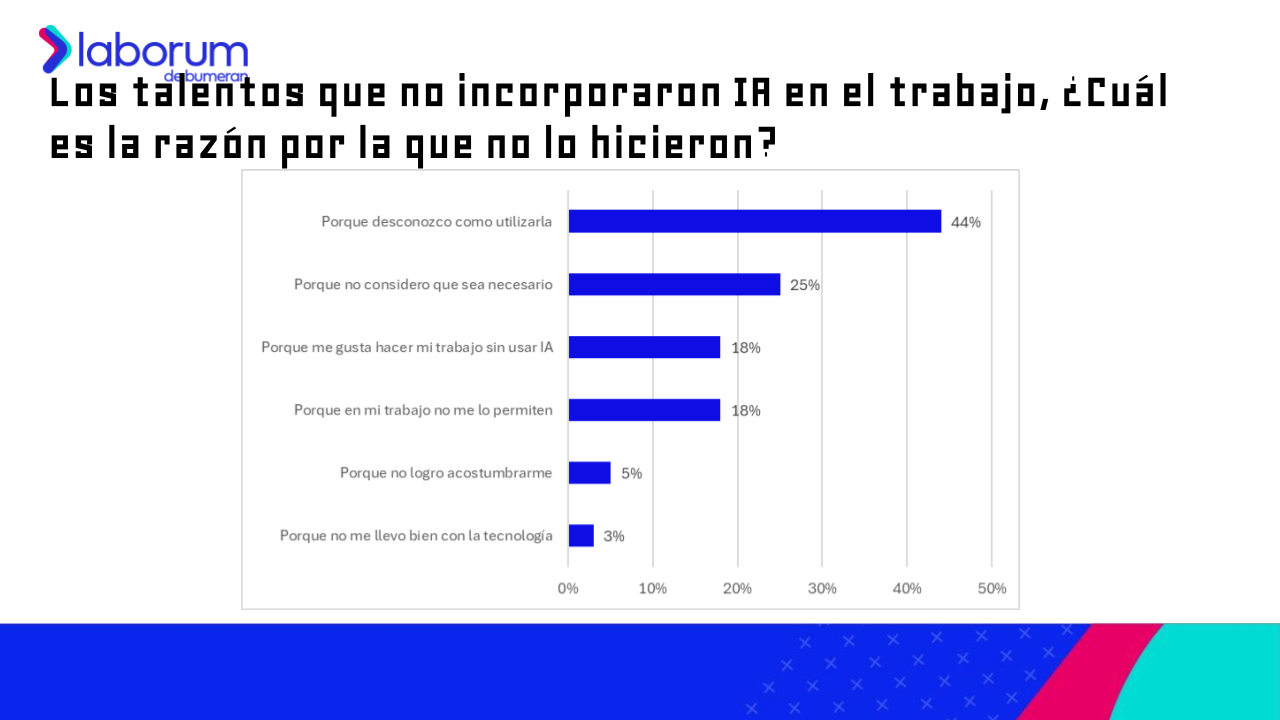 laborum
de bumeran
Los talentos que no incorporaron IA en el trabajo, ¿Cuál
es la razón por la que no lo hicieron?
Porque desconozco como utilizarla 44%
Porque no considero que sea necesario 25%
Porque me gusta hacer mi trabajo sin usar IA 18%
Porque en mi trabajo no me lo permiten 18%
Porque no logro acostumbrarme 5%
Porque no me llevo bien con la tecnología 3%
0% 10% 20% 30% 40% 50%